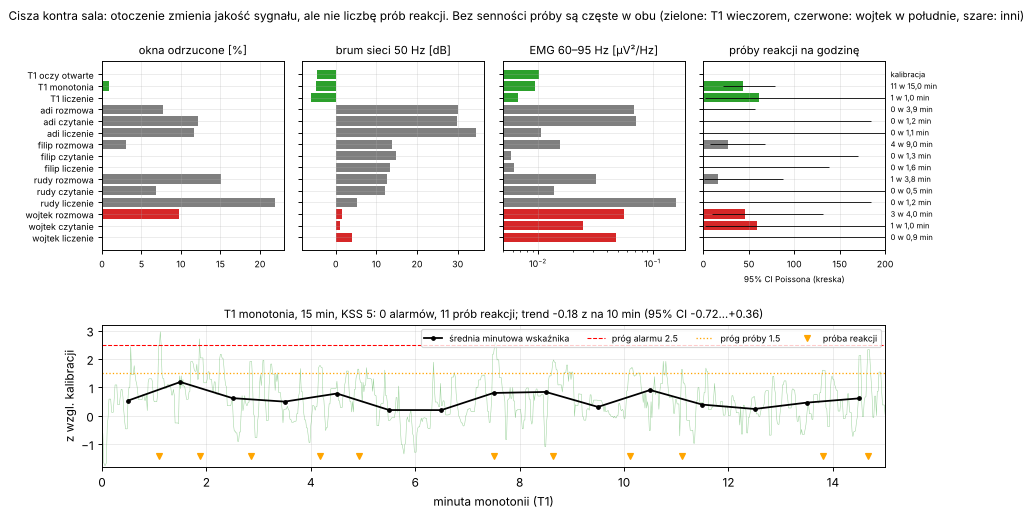 Cisza kontra sala: otoczenie zmienia jakość sygnału, ale nie liczbę prób reakcji. Bez senności próby są częste w obu (zielone: T1 wieczorem, czerwone: wojtek w południe, szare: inni)
okna odrzucone [%]
brum sieci 50 Hz [dB]
EMG 60–95 Hz [µV²/Hz]
próby reakcji na godzinę
T1 oczy otwarte
T1 monotonia
T1 liczenie
adi rozmowa
adi czytanie
adi liczenie
filip rozmowa
filip czytanie
filip liczenie
rudy rozmowa
rudy czytanie
rudy liczenie
wojtek rozmowa
wojtek czytanie
wojtek liczenie
0 5 10 15 20
0 10 20 30
10⁻² 10⁻¹
0 50 100 150 200
95% CI Poissona (kreska)
kalibracja
11 w 15,0 min
1 w 1,0 min
0 w 3,9 min
0 w 1,2 min
0 w 1,1 min
4 w 9,0 min
0 w 1,3 min
0 w 1,6 min
1 w 3,8 min
0 w 0,5 min
0 w 1,2 min
3 w 4,0 min
1 w 1,0 min
0 w 0,9 min
T1 monotonia, 15 min, KSS 5: 0 alarmów, 11 prób reakcji; trend -0.18 z na 10 min (95% CI -0.72...+0.36)
średnia minutowa wskaźnika
próg alarmu 2.5
próg próby 1.5
próba reakcji
z wzgl. kalibracji
3
2
1
0
−1
0 2 4 6 8 10 12 14
minuta monotonii (T1)